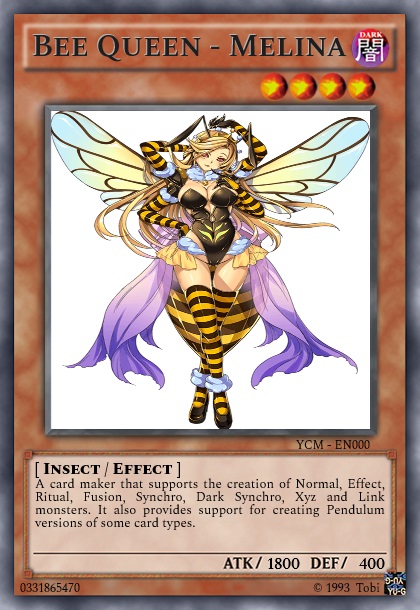 BEE QUEEN - MELINA
DARK
闇
YCM - EN000
[ INSECT / EFFECT ]
A card maker that supports the creation of Normal, Effect,
Ritual, Fusion, Synchro, Dark Synchro, Xyz and Link
monsters. It also provides support for creating Pendulum
versions of some card types.
ATK/ 1800 DEF/ 400
0331865470
© 1993 Tobi